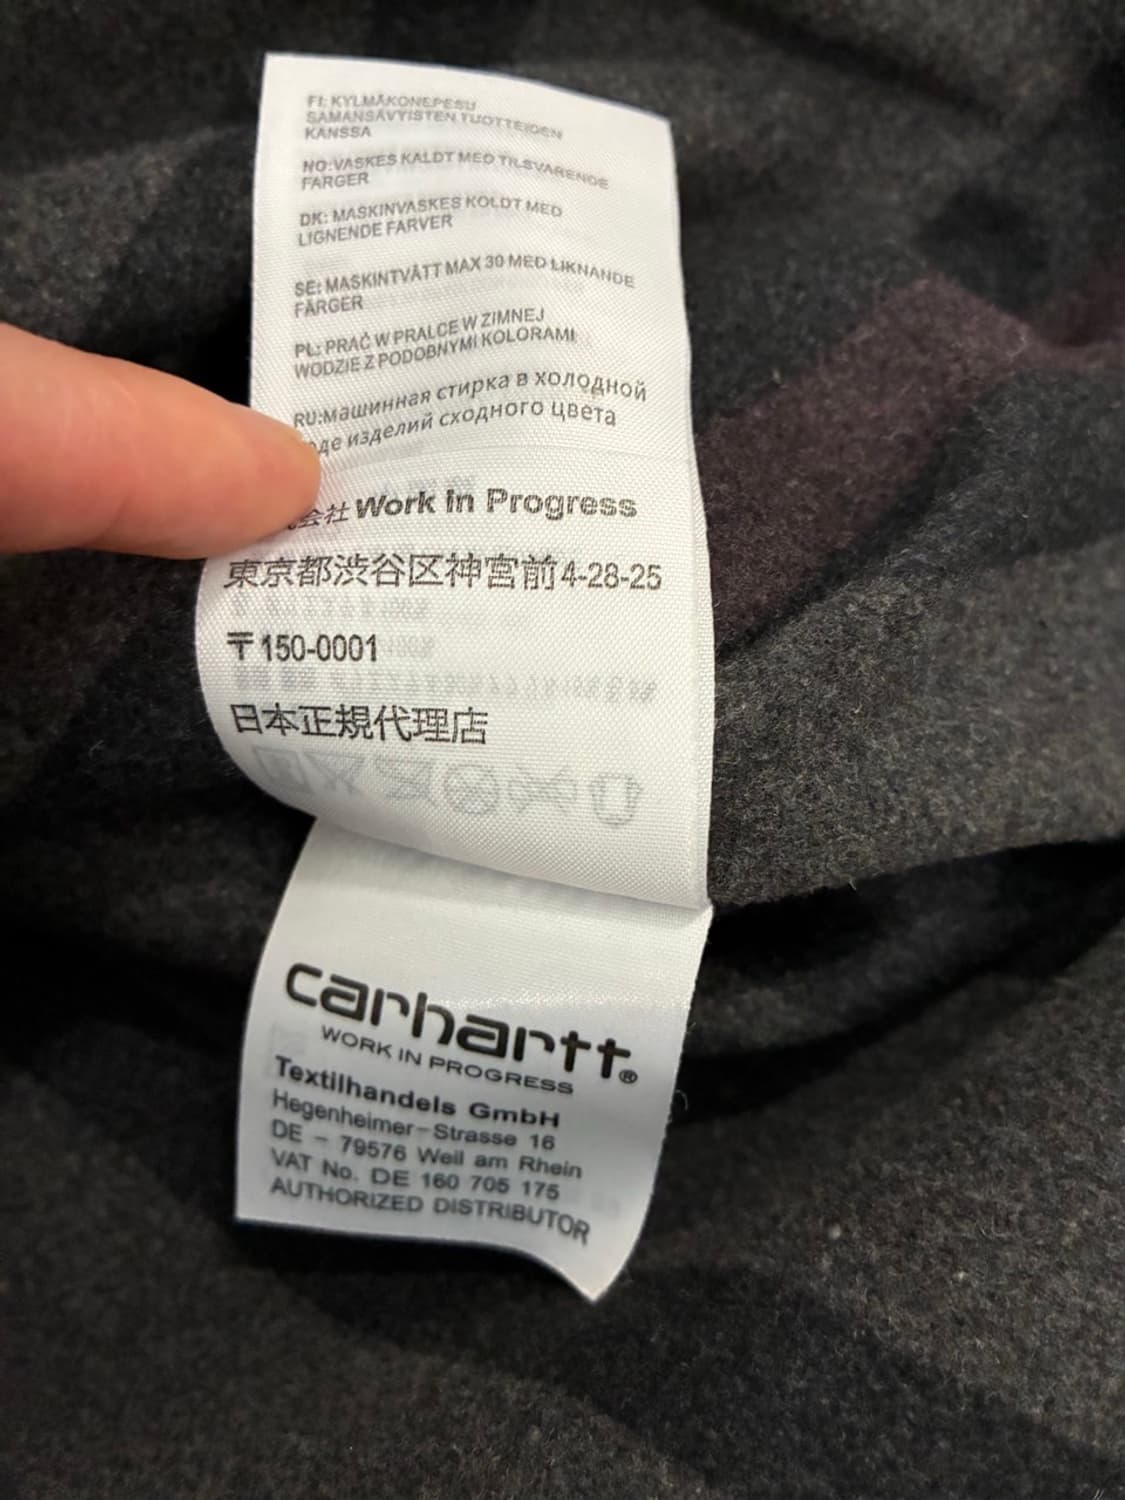 FI: KYLMÄKONEPESU
SAMANSÄVYISTEN TUOTTEIDEN
KANSSA
NO:VASKES KALDT MED TILSVARENDE
FARGER
DK: MASKINVASKES KOLDT MED
LIGNENDE FARVER
SE: MASKINTVÄTT MAX 30 MED LIKNANDE
FÄRGER
PL: PRAĆ W PRALCE W ZIMNEJ
WODZIE Z PODOBNYMI KOLORAMI
RU:машинная стирка в холодной
изделий сходного цвета
会社 Work in Progress
東京都渋谷区神宮前4-28-25
〒150-0001
日本正規代理店
carhartt®
WORK IN PROGRESS
Textilhandels GmbH
Hegenheimer-Strasse 16
DE - 79576 Weil am Rhein
VAT No. DE 160 705 175
AUTHORIZED DISTRIBUTOR